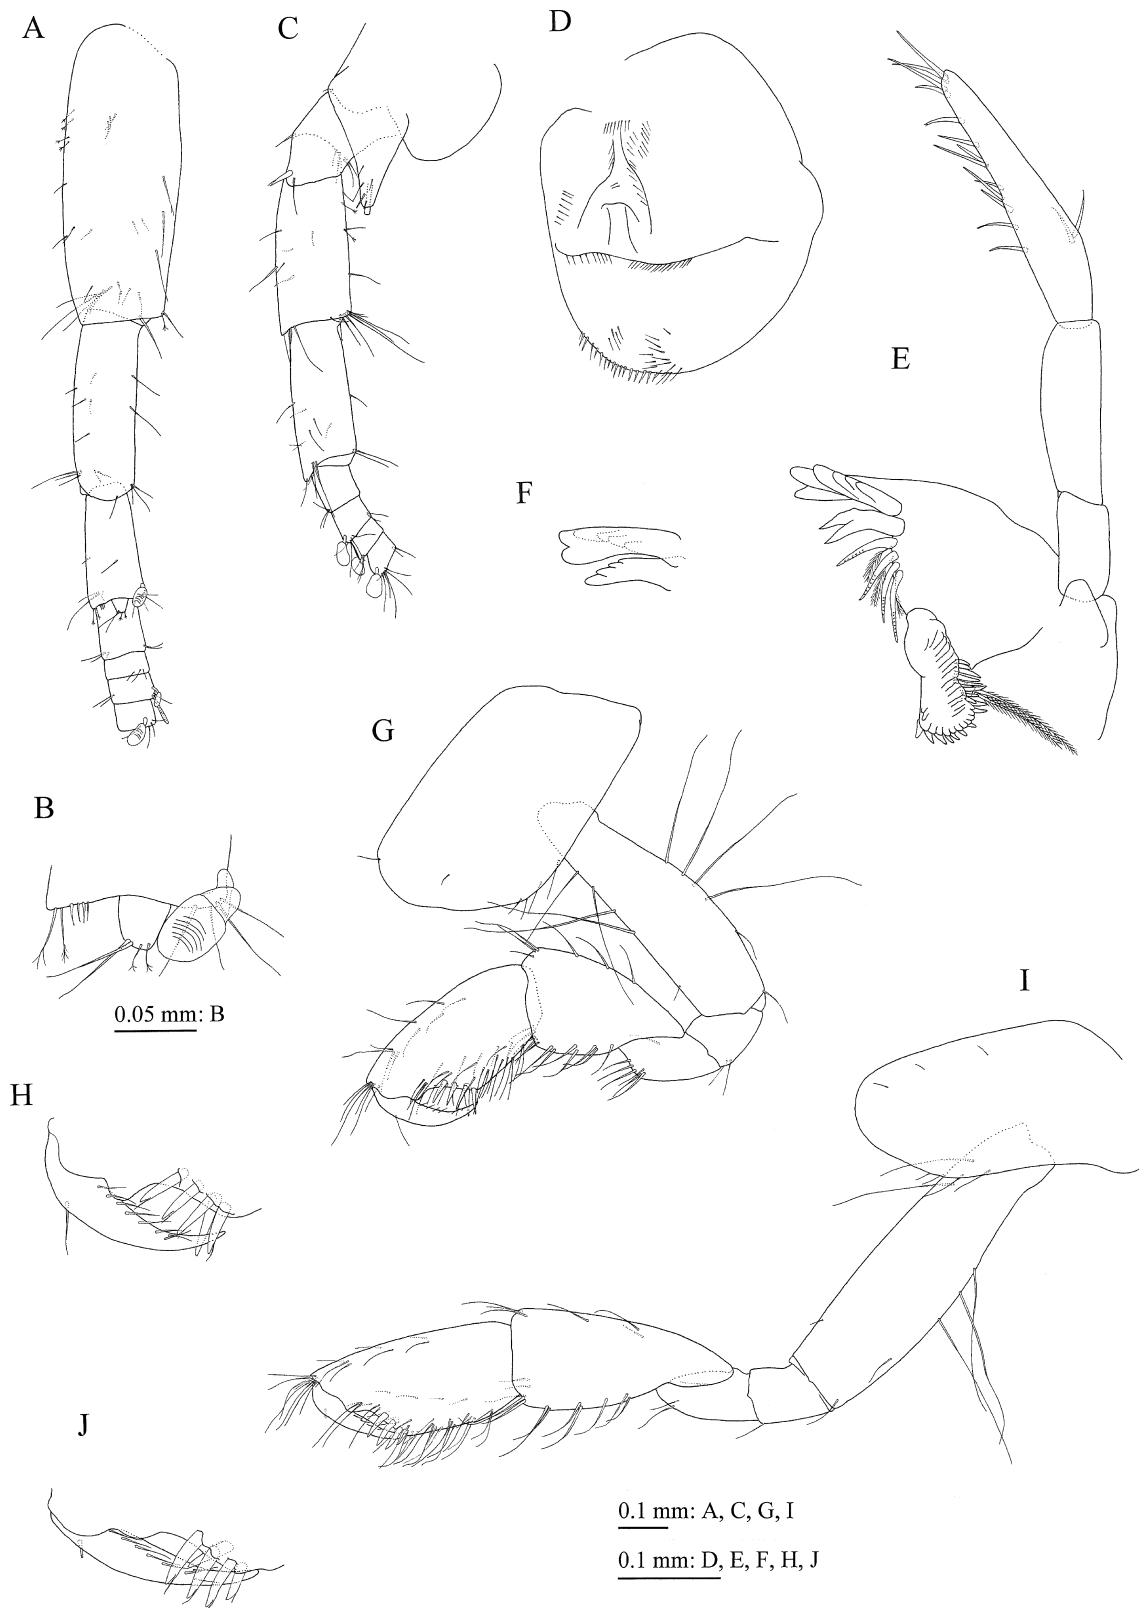 A
C
D
E
F
G
B
0.05 mm: B
I
H
J
0.1 mm: A, C, G, I
0.1 mm: D, E, F, H, J